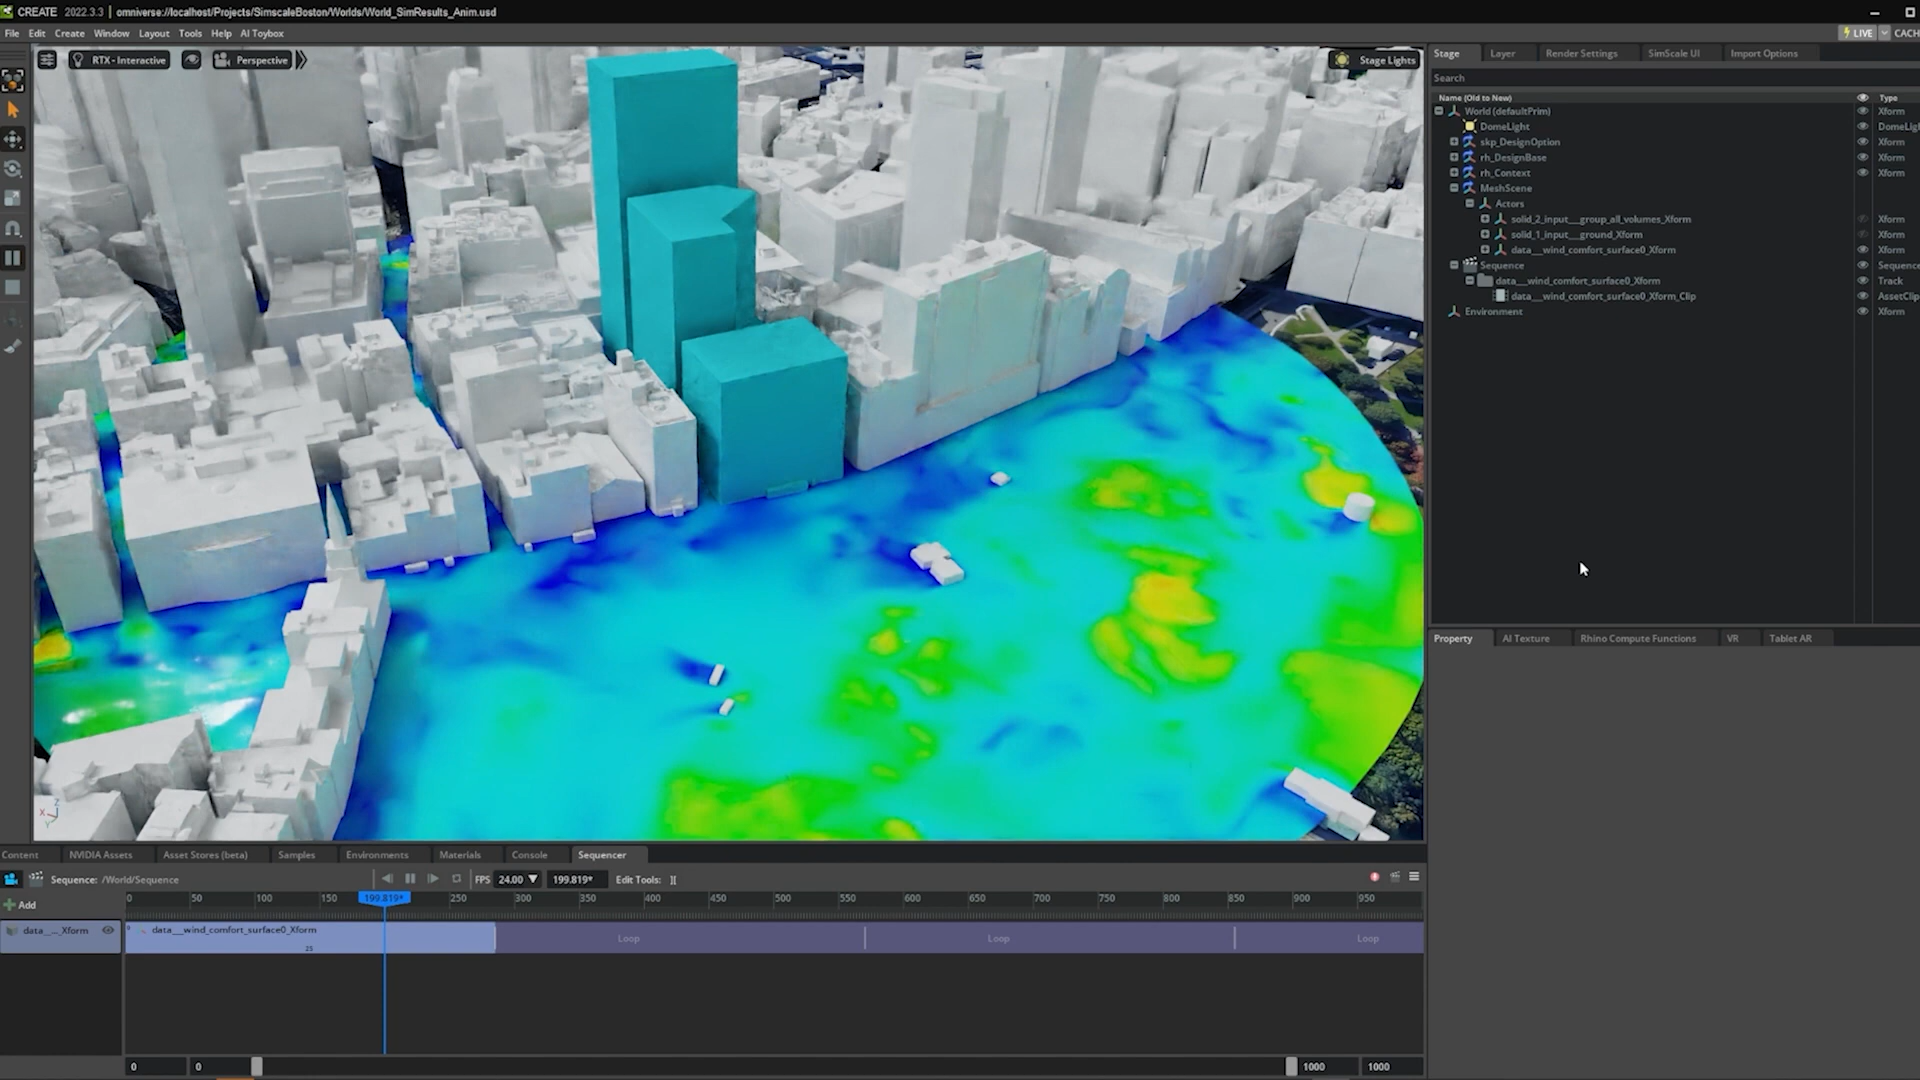 CREATE 2022.3.3 | omniverse://localhost/Projects/SimscaleBoston/Worlds/World_SimResults_Anim.usd
File Edit Create Window Layout Tools Help AI Toybox
LIVE CACH
RTX - Interactive Perspective Stage Lights
Stage Layer Render Settings SimScale UI Import Options
Search
Name (Old to New) Type
World (defaultPrim) Xform
DomeLight DomeLigh
skp_DesignOption Xform
rh_DesignBase Xform
rh_Context Xform
MeshScene
Actors
solid_2_input__group_all_volumes_Xform Xform
solid_1_input__ground_Xform Xform
data__wind_comfort_surface0_Xform Xform
Sequence Sequence
data__wind_comfort_surface0_Xform Track
data__wind_comfort_surface0_Xform_Clip AssetClip
Environment Xform
Property AI Texture Rhino Compute Functions VR Tablet AR
X Z Y
Content NVIDIA Assets Asset Stores (beta) Samples Environments Materials Console Sequencer
Sequence: /World/Sequence FPS 24.00 199.819* Edit Tools:
Add 0 50 100 150 199.819* 250 300 350 400 450 500 550 600 650 700 750 800 850 900 950
data__..._Xform data__wind_comfort_surface0_Xform Loop Loop Loop
25
0 0 1000 1000